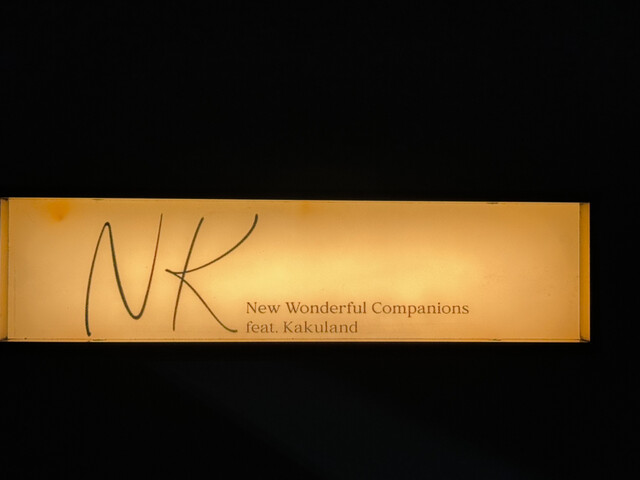 NK
New Wonderful Companions
feat. Kakuland